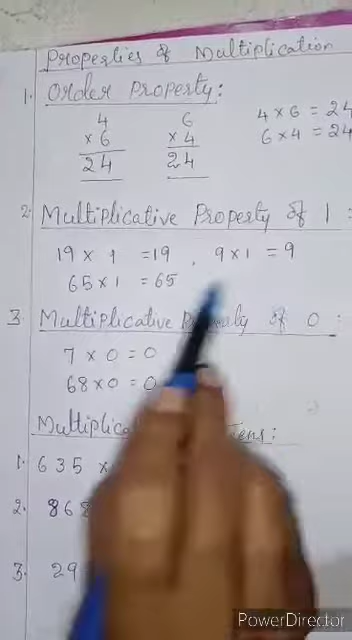 Properties of Multiplication
1. Order Property:
4 6
× 6 × 4
24 24
4 × 6 = 24
6 × 4 = 24
2. Multiplicative Property of 1:
19 × 1 = 19, 9 × 1 = 9
65 × 1 = 65
3. Multiplicative of 0:
7 × 0 = 0
68 × 0 = 0
1. 635 ×
2. 868
3. 29
PowerDirector